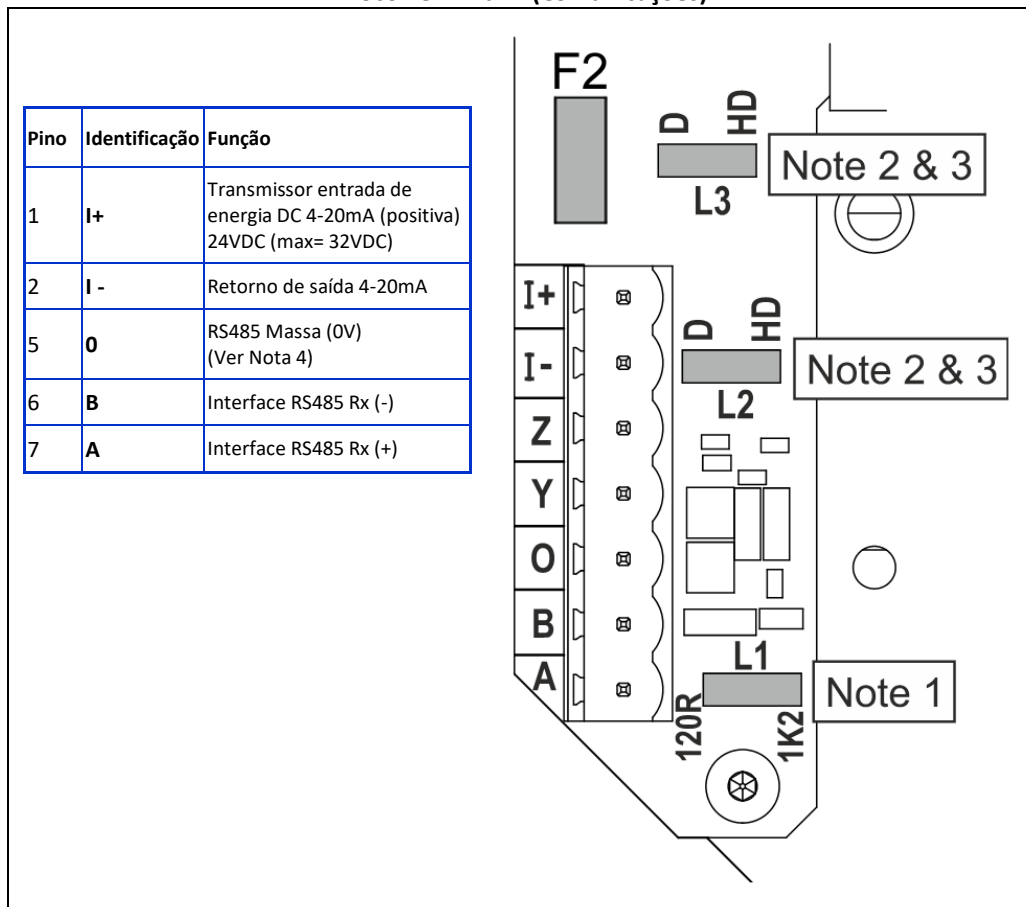 Pino Identificação Função
1 I+ Transmissor entrada de
energia DC 4-20mA (positiva)
24VDC (max= 32VDC)
2 I - Retorno de saída 4-20mA
5 0 RS485 Massa (0V)
(Ver Nota 4)
6 B Interface RS485 Rx (-)
7 A Interface RS485 Rx (+)
F2
D HD
L3
Note 2 & 3
I+
I-
Z
Y
O
B
A
D HD
L2
Note 2 & 3
L1
120R 1K2
Note 1